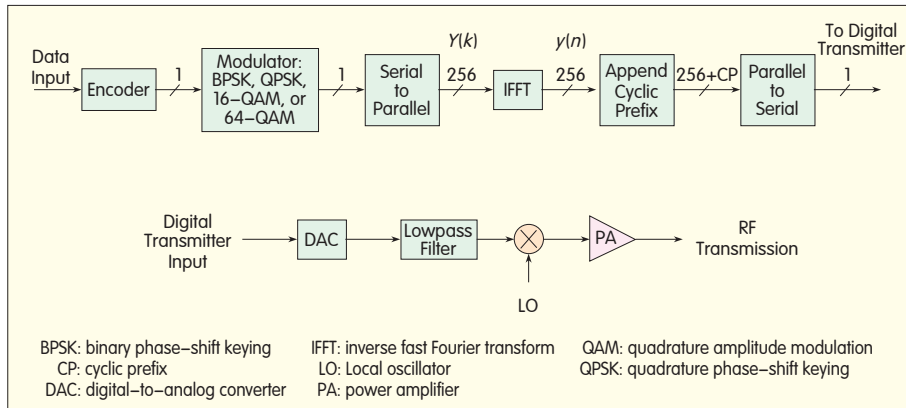 Data
Input
Encoder
1
Modulator:
BPSK, QPSK,
16–QAM, or
64–QAM
1
Serial
to
Parallel
Y(k)
256
IFFT
y(n)
256
Append
Cyclic
Prefix
256+CP
Parallel
to
Serial
To Digital
Transmitter
1
Digital
Transmitter
Input
DAC
Lowpass
Filter
LO
PA
RF
Transmission
BPSK: binary phase–shift keying
CP: cyclic prefix
DAC: digital–to–analog converter
IFFT: inverse fast Fourier transform
LO: Local oscillator
PA: power amplifier
QAM: quadrature amplitude modulation
QPSK: quadrature phase–shift keying